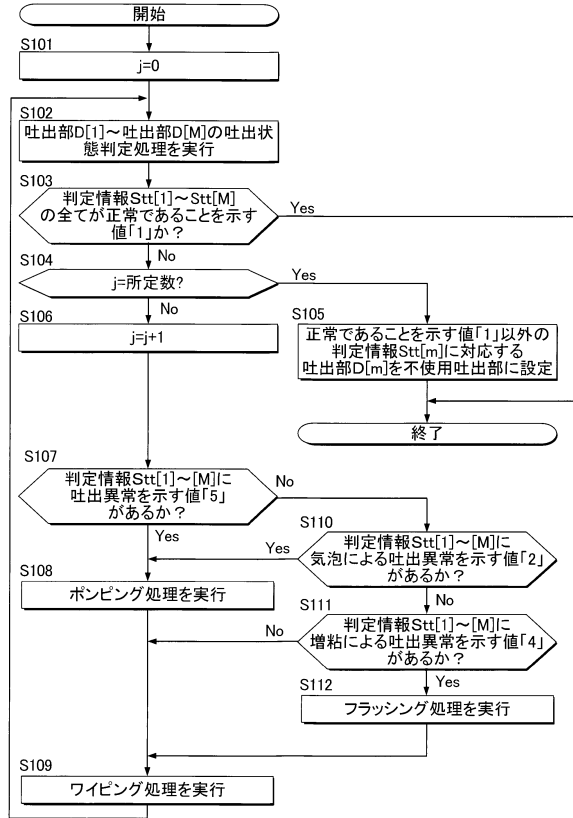 開始
S101
j=0
S102
吐出部D[1]～吐出部D[M]の吐出状
態判定処理を実行
S103
判定情報Stt[1]～Stt[M]
の全てが正常であることを示す
値「1」か？
Yes
No
S104
j=所定数?
Yes
No
S105
正常であることを示す値「1」以外の
判定情報Stt[m]に対応する
吐出部D[m]を不使用吐出部に設定
S106
j=j+1
終了
S107
判定情報Stt[1]～[M]に
吐出異常を示す値「5」
があるか？
No
Yes
S110
判定情報Stt[1]～[M]に
気泡による吐出異常を示す値「2」
があるか？
Yes
No
S108
ポンピング処理を実行
S111
判定情報Stt[1]～[M]に
増粘による吐出異常を示す値「4」
があるか？
No
Yes
S112
フラッシング処理を実行
S109
ワイピング処理を実行